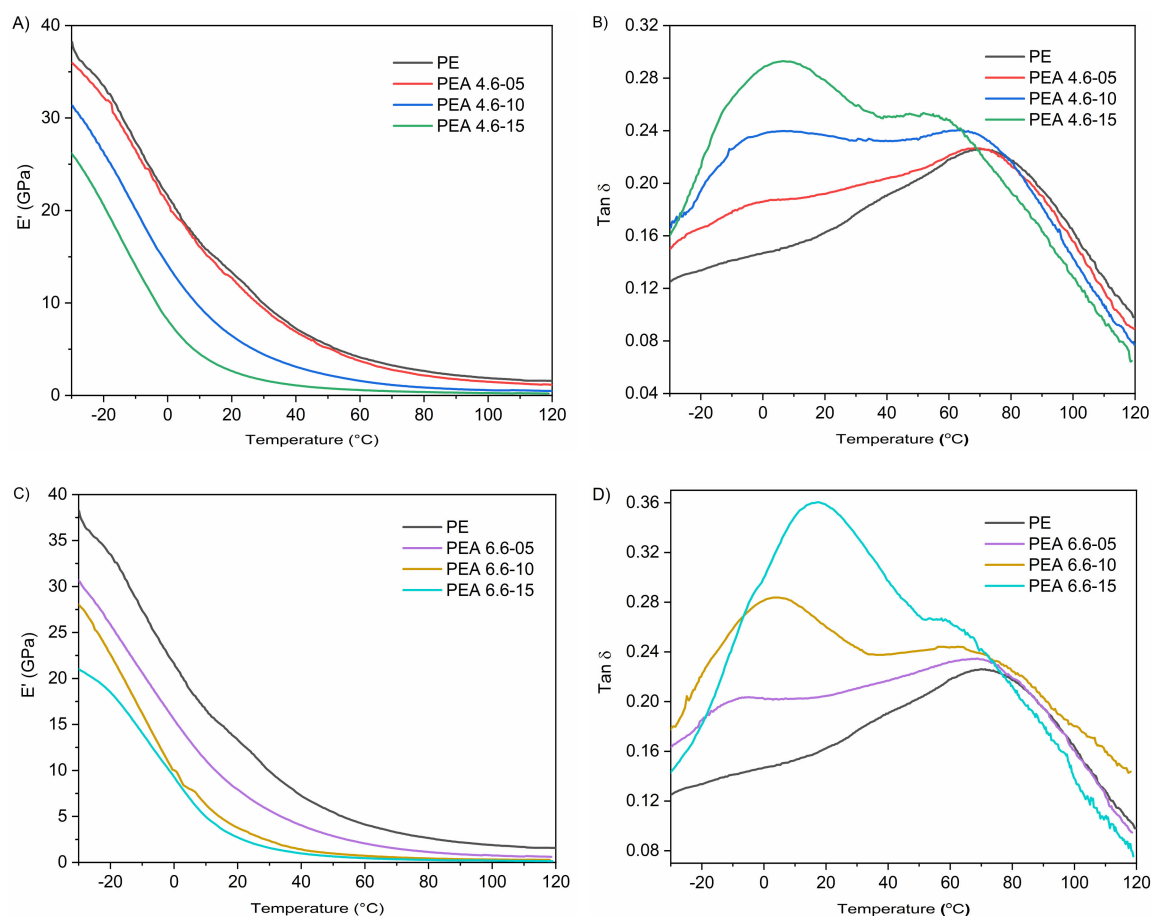 A)
40
30
20
10
0
E' (GPa)
-20
0
20
40
60
80
100
120
Temperature (°C)
PE
PEA 4.6-05
PEA 4.6-10
PEA 4.6-15
B)
0.32
0.28
0.24
0.20
0.16
0.12
0.08
0.04
Tan δ
-20
0
20
40
60
80
100
120
Temperature (°C)
PE
PEA 4.6-05
PEA 4.6-10
PEA 4.6-15
C)
40
35
30
25
20
15
10
5
0
E' (GPa)
-20
0
20
40
60
80
100
120
Temperature (°C)
PE
PEA 6.6-05
PEA 6.6-10
PEA 6.6-15
D)
0.36
0.32
0.28
0.24
0.20
0.16
0.12
0.08
Tan δ
-20
0
20
40
60
80
100
120
Temperature (°C)
PE
PEA 6.6-05
PEA 6.6-10
PEA 6.6-15